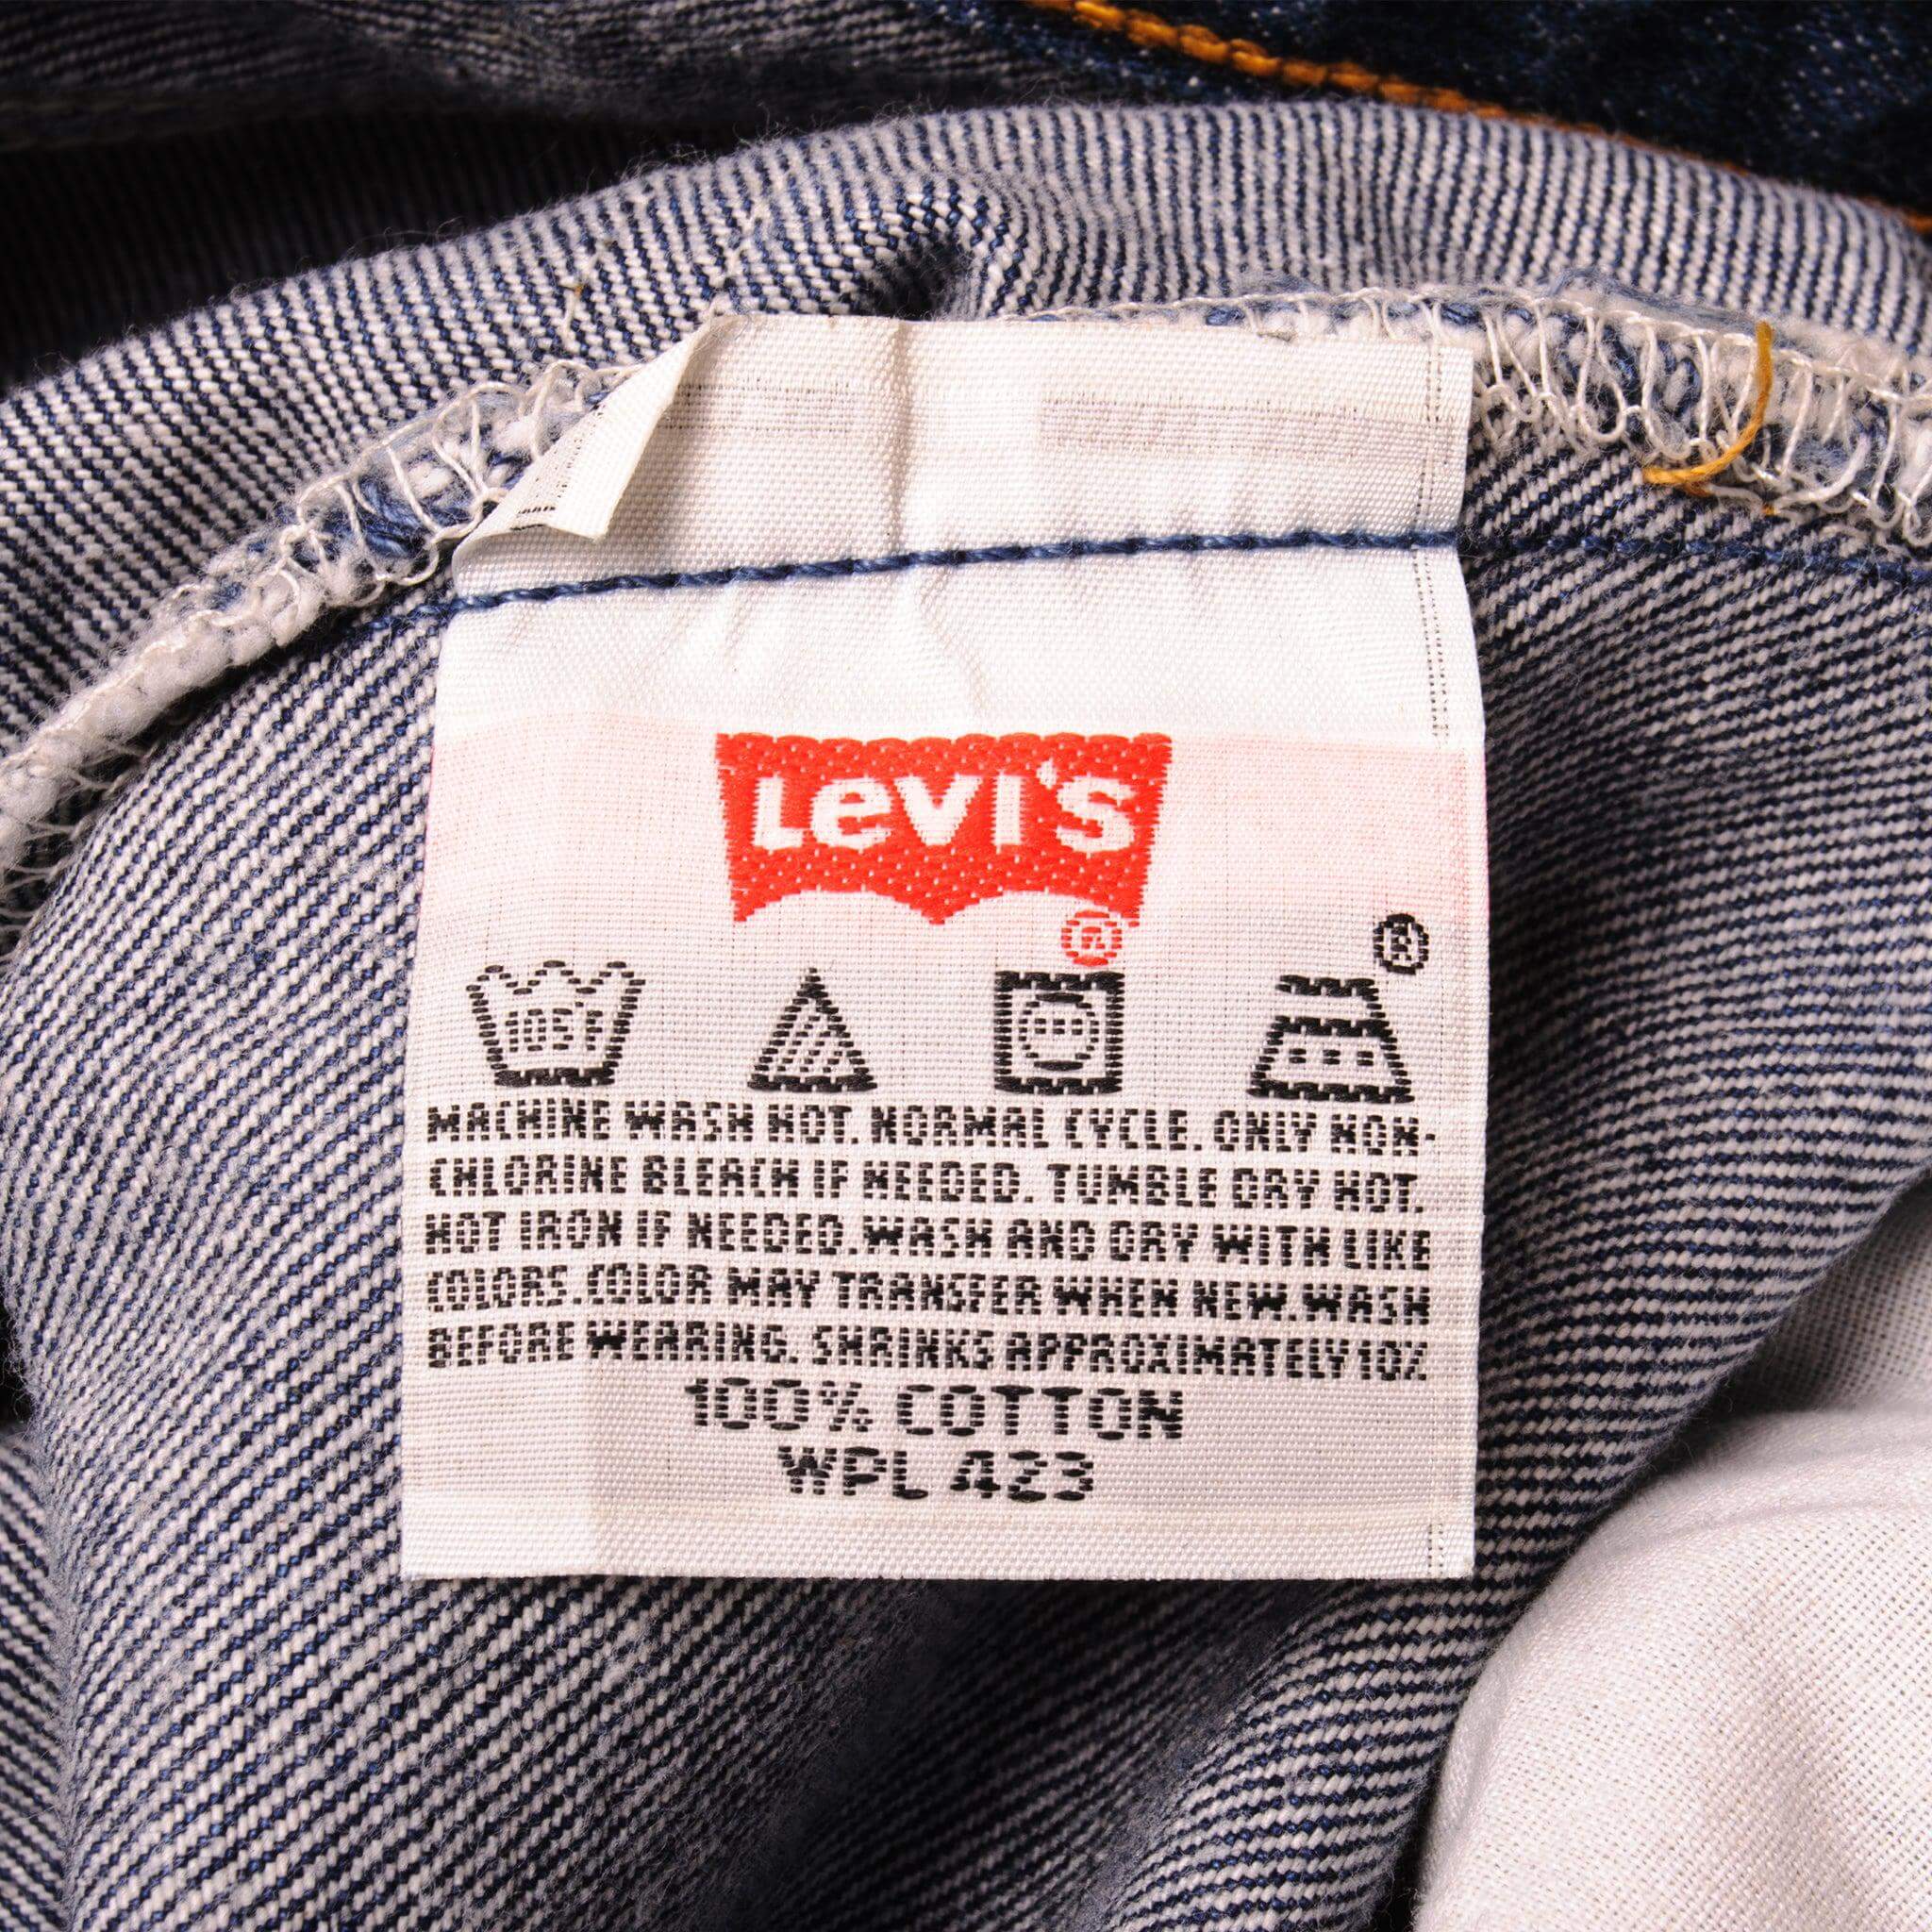 Levi's
®
®
105F
MACHINE WASH HOT. NORMAL CYCLE. ONLY NON-
CHLORINE BLEACH IF NEEDED. TUMBLE DRY HOT.
HOT IRON IF NEEDED. WASH AND DRY WITH LIKE
COLORS. COLOR MAY TRANSFER WHEN NEW. WASH
BEFORE WEARING. SHRINKS APPROXIMATELY 10%
100% COTTON
WPL 423